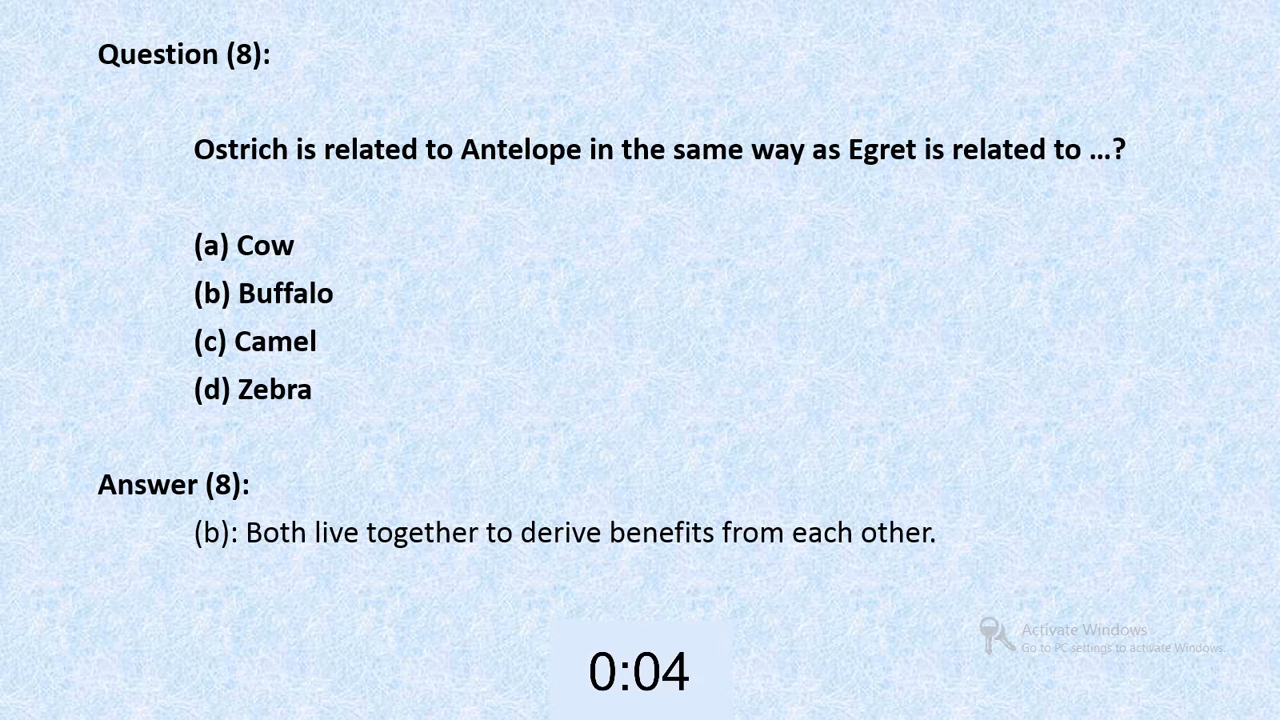 Question (8):
Ostrich is related to Antelope in the same way as Egret is related to ...?
(a) Cow
(b) Buffalo
(c) Camel
(d) Zebra
Answer (8):
(b): Both live together to derive benefits from each other.
Activate Windows
Go to PC settings to activate Windows.
0:04